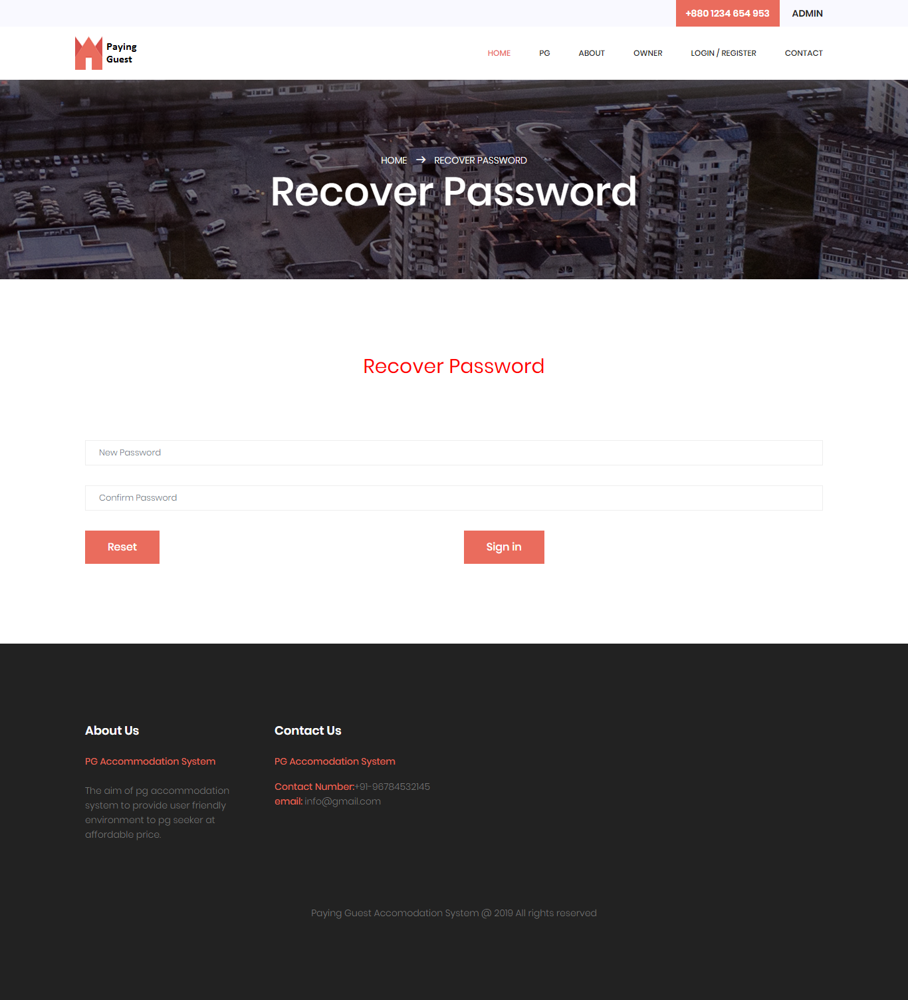 +880 1234 654 953
ADMIN
Paying
Guest
HOME
PG
ABOUT
OWNER
LOGIN / REGISTER
CONTACT
HOME → RECOVER PASSWORD
Recover Password
Recover Password
New Password
Confirm Password
Reset
Sign in
About Us
PG Accommodation System
The aim of pg accommodation
system to provide user friendly
environment to pg seeker at
affordable price.
Contact Us
PG Accomodation System
Contact Number:+91-96784532145
email: info@gmail.com
Paying Guest Accomodation System @ 2019 All rights reserved